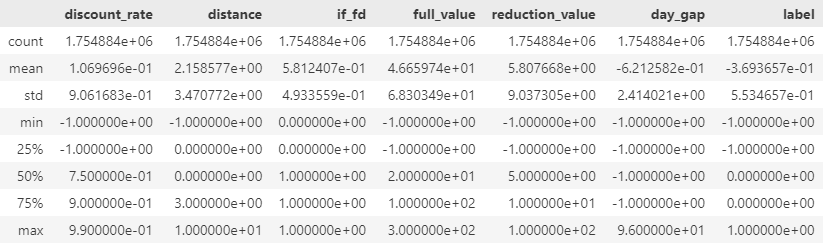 discount_rate distance if_fd full_value reduction_value day_gap label
count 1.754884e+06 1.754884e+06 1.754884e+06 1.754884e+06 1.754884e+06 1.754884e+06 1.754884e+06
mean 1.069696e-01 2.158577e+00 5.812407e-01 4.665974e+01 5.807668e+00 -6.212582e-01 -3.693657e-01
std 9.061683e-01 3.470772e+00 4.933559e-01 6.830349e+01 9.037305e+00 2.414021e+00 5.534657e-01
min -1.000000e+00 -1.000000e+00 0.000000e+00 -1.000000e+00 -1.000000e+00 -1.000000e+00 -1.000000e+00
25% -1.000000e+00 0.000000e+00 0.000000e+00 -1.000000e+00 -1.000000e+00 -1.000000e+00 -1.000000e+00
50% 7.500000e-01 0.000000e+00 1.000000e+00 2.000000e+01 5.000000e+00 -1.000000e+00 0.000000e+00
75% 9.000000e-01 3.000000e+00 1.000000e+00 1.000000e+02 1.000000e+01 -1.000000e+00 0.000000e+00
max 9.900000e-01 1.000000e+01 1.000000e+00 3.000000e+02 1.000000e+02 9.600000e+01 1.000000e+00